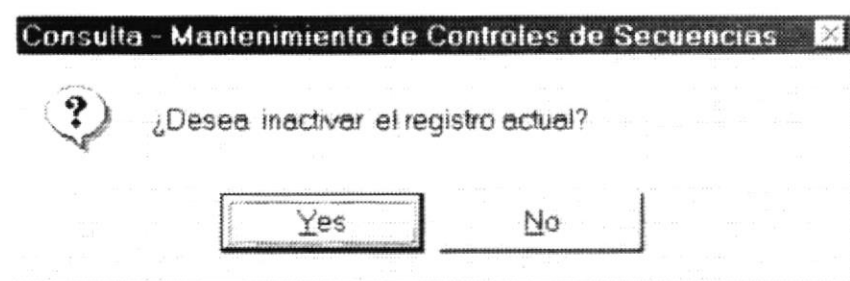 Consulta - Mantenimiento de Controles de Secuencias
¿Desea inactivar el registro actual?
Yes No